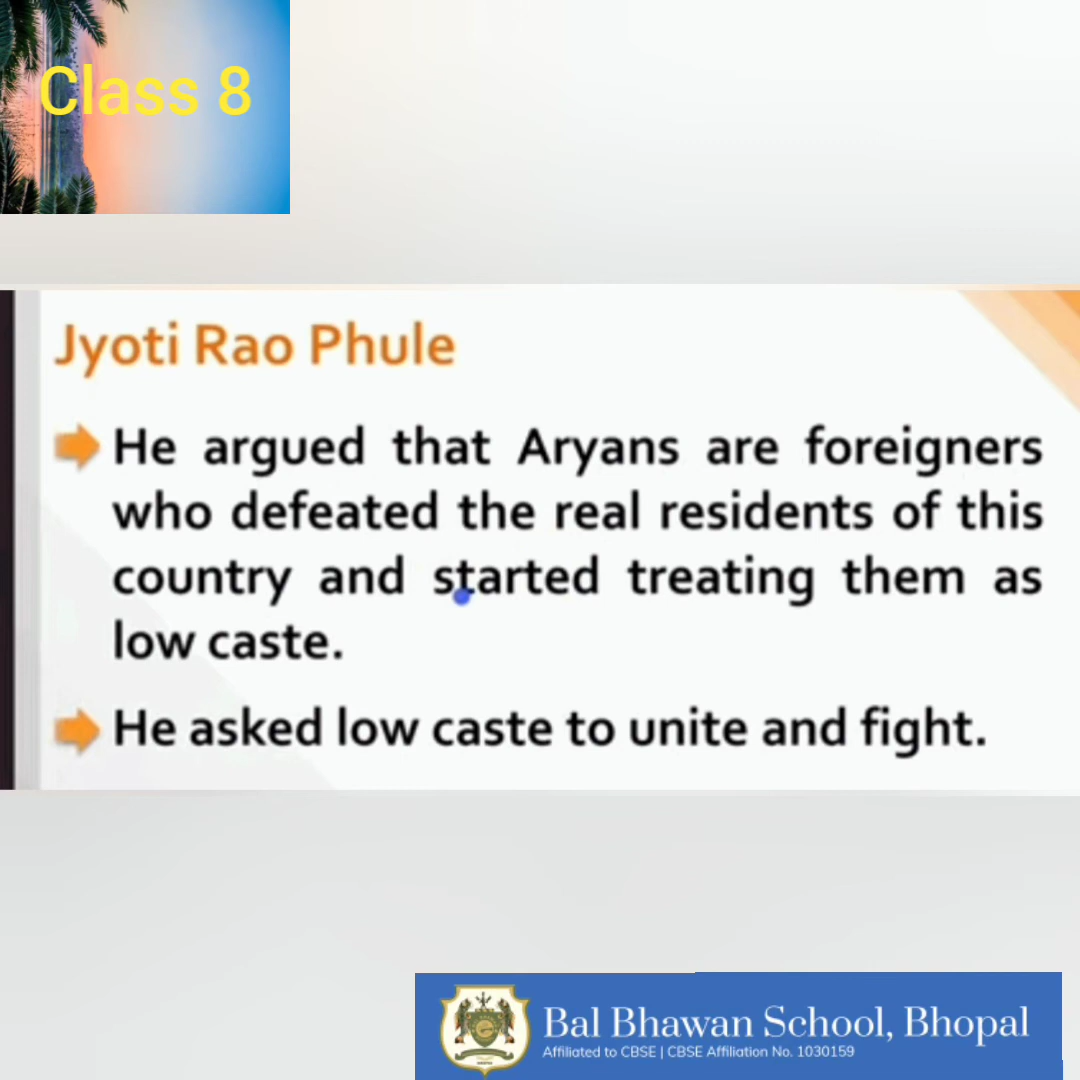 Class 8
Jyoti Rao Phule
He argued that Aryans are foreigners
who defeated the real residents of this
country and started treating them as
low caste.
He asked low caste to unite and fight.
Bal Bhawan School, Bhopal
Affiliated to CBSE | CBSE Affiliation No. 1030159